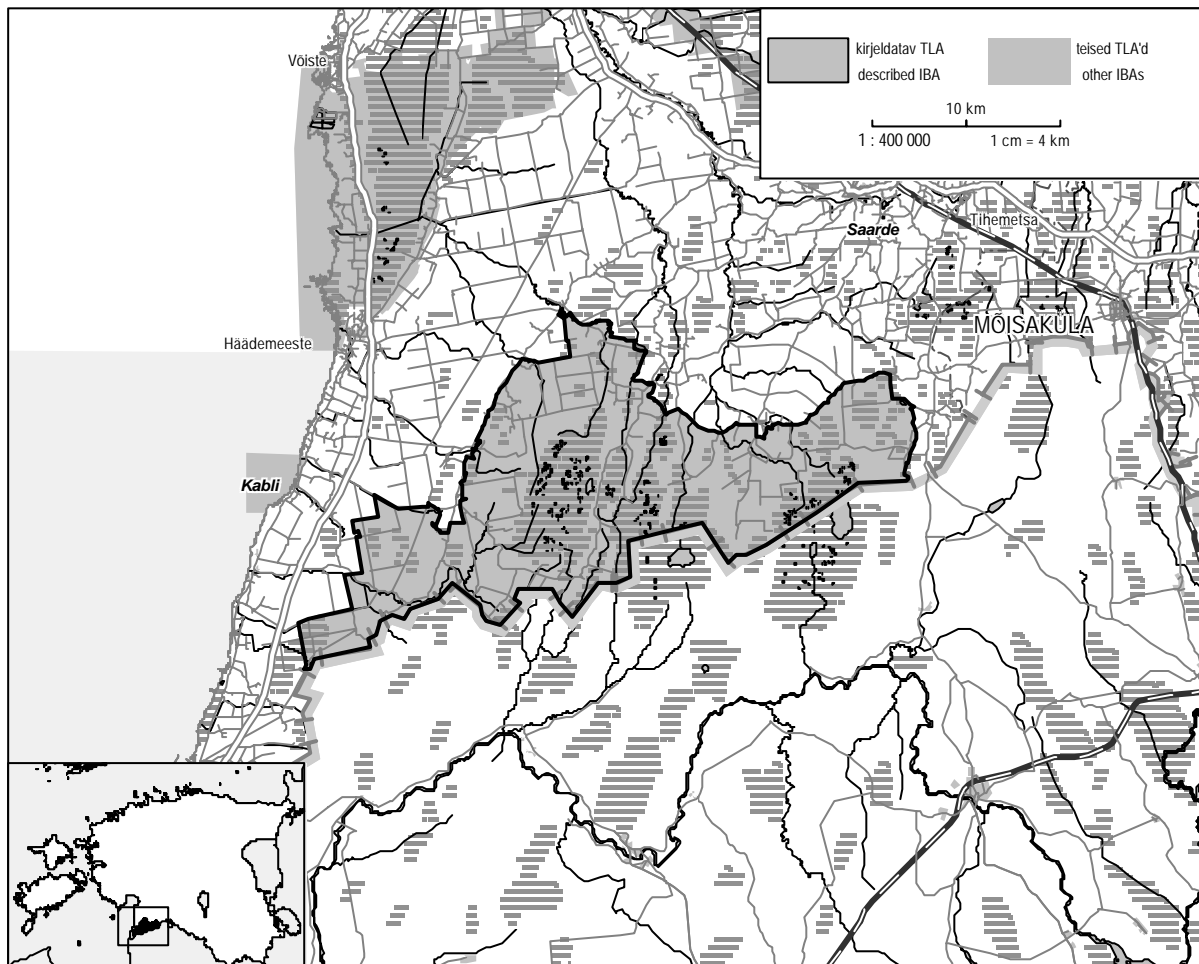 kirjeldatav TLA
described IBA
teised TLA'd
other IBAs
10 km
1 : 400 000
1 cm = 4 km
Võiste
Tihemetsa
Saarde
MÕISAKÜLA
Häädemeeste
Kabli